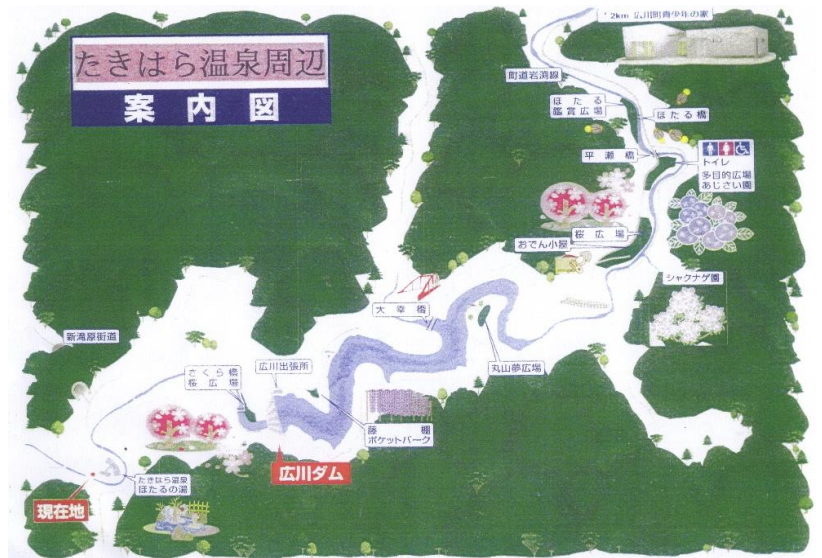 たきはら温泉周辺
案内図
2km 広川町青少年の家
町道岩渕線
ほたる
鑑賞広場
ほたる橋
平瀬橋
トイレ
多目的広場
あじさい園
桜広場
おでん小屋
シャクナゲ園
大幸橋
新滝原街道
さくら橋
桜広場
広川出張所
丸山夢広場
藤棚
ポケットパーク
広川ダム
たきはら温泉
ほたるの湯
現在地